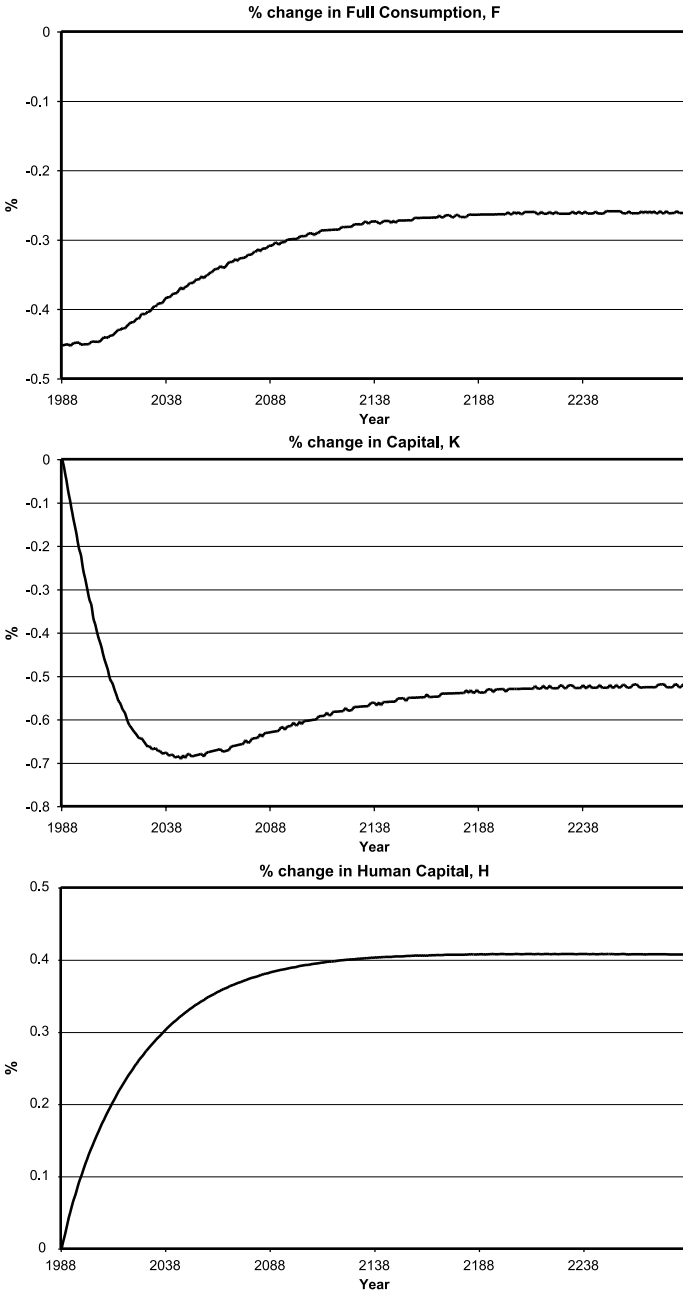 % change in Full Consumption, F
0
-0.1
-0.2
-0.3
-0.4
-0.5
%
1988 2038 2088 2138 2188 2238
Year
% change in Capital, K
0
-0.1
-0.2
-0.3
-0.4
-0.5
-0.6
-0.7
-0.8
%
1988 2038 2088 2138 2188 2238
Year
% change in Human Capital, H
0.5
0.4
0.3
0.2
0.1
0
%
1988 2038 2088 2138 2188 2238
Year